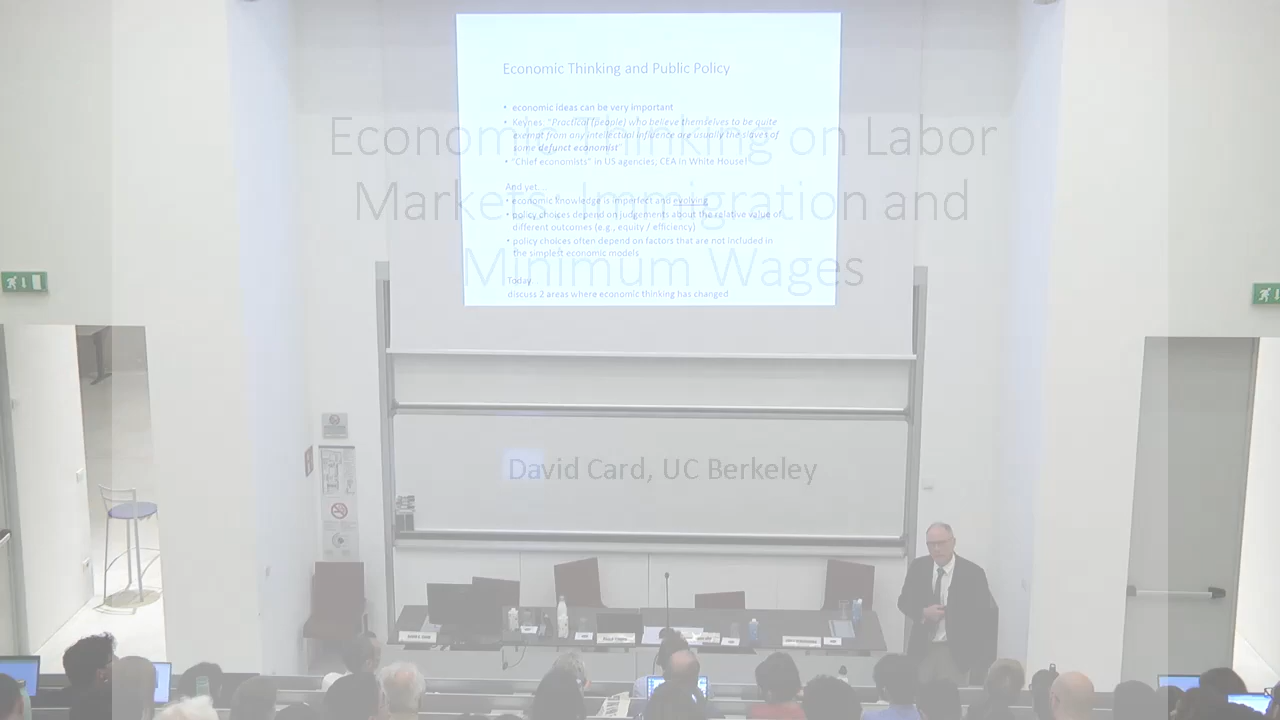 Economic Thinking and Public Policy
• economic ideas can be very important
• Keynes: "Practical (people) who believe themselves to be quite
exempt from any intellectual influence are usually the slaves of
some defunct economist"
• "Chief economists" in US agencies; CEA in White House!
And yet…
• economic knowledge is imperfect and evolving
• policy choices depend on judgements about the relative value of
different outcomes (e.g., equity / efficiency)
• policy choices often depend on factors that are not included in
the simplest economic models
Today
discuss 2 areas where economic thinking has changed
Economic Thinking on Labor
Markets, Immigration and
Minimum Wages
David Card, UC Berkeley